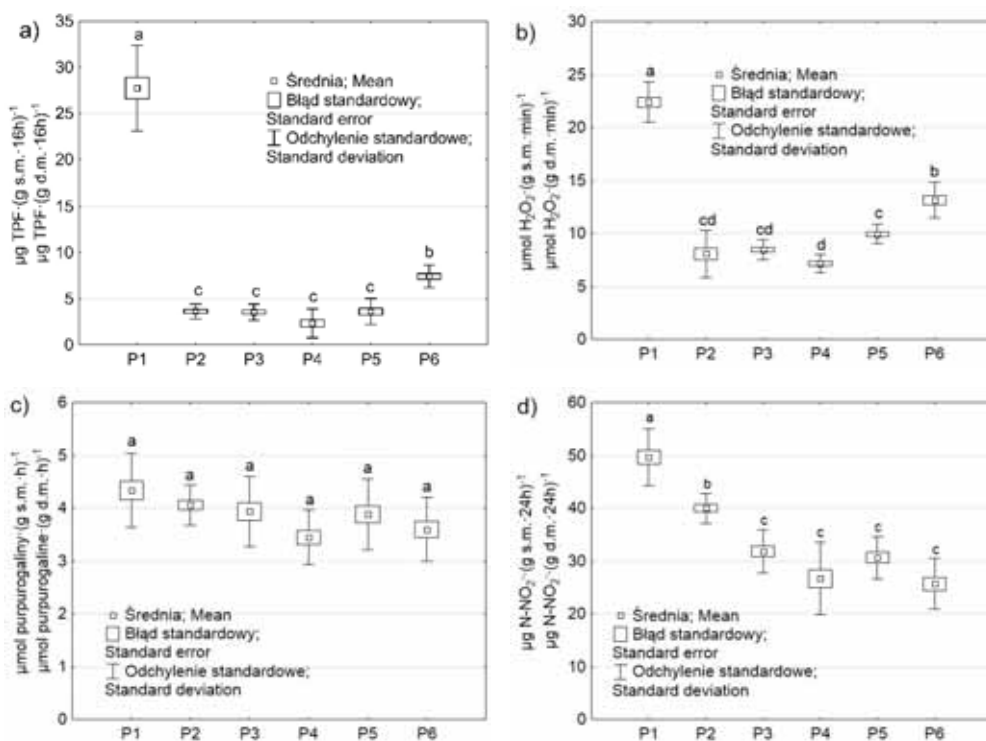 a)
35
30
25
20
15
10
5
0
µg TPF·(g s.m.·16h)⁻¹
µg TPF·(g d.m.·16h)⁻¹
a
c
c
c
c
b
Średnia; Mean
Błąd standardowy;
Standard error
Odchylenie standardowe;
Standard deviation
P1 P2 P3 P4 P5 P6
b)
30
25
20
15
10
5
0
µmol H₂O₂·(g s.m.·min)⁻¹
µmol H₂O₂·(g d.m.·min)⁻¹
a
cd
cd
d
c
b
Średnia; Mean
Błąd standardowy;
Standard error
Odchylenie standardowe;
Standard deviation
P1 P2 P3 P4 P5 P6
c)
6
5
4
3
2
1
0
µmol purpurogaliny·(g s.m.·h)⁻¹
µmol purpurogaline·(g d.m.·h)⁻¹
a
a
a
a
a
a
Średnia; Mean
Błąd standardowy;
Standard error
Odchylenie standardowe;
Standard deviation
P1 P2 P3 P4 P5 P6
d)
60
50
40
30
20
10
0
µg N-NO₂⁻·(g s.m.·24h)⁻¹
µg N-NO₂⁻·(g d.m.·24h)⁻¹
a
b
c
c
c
c
Średnia; Mean
Błąd standardowy;
Standard error
Odchylenie standardowe;
Standard deviation
P1 P2 P3 P4 P5 P6